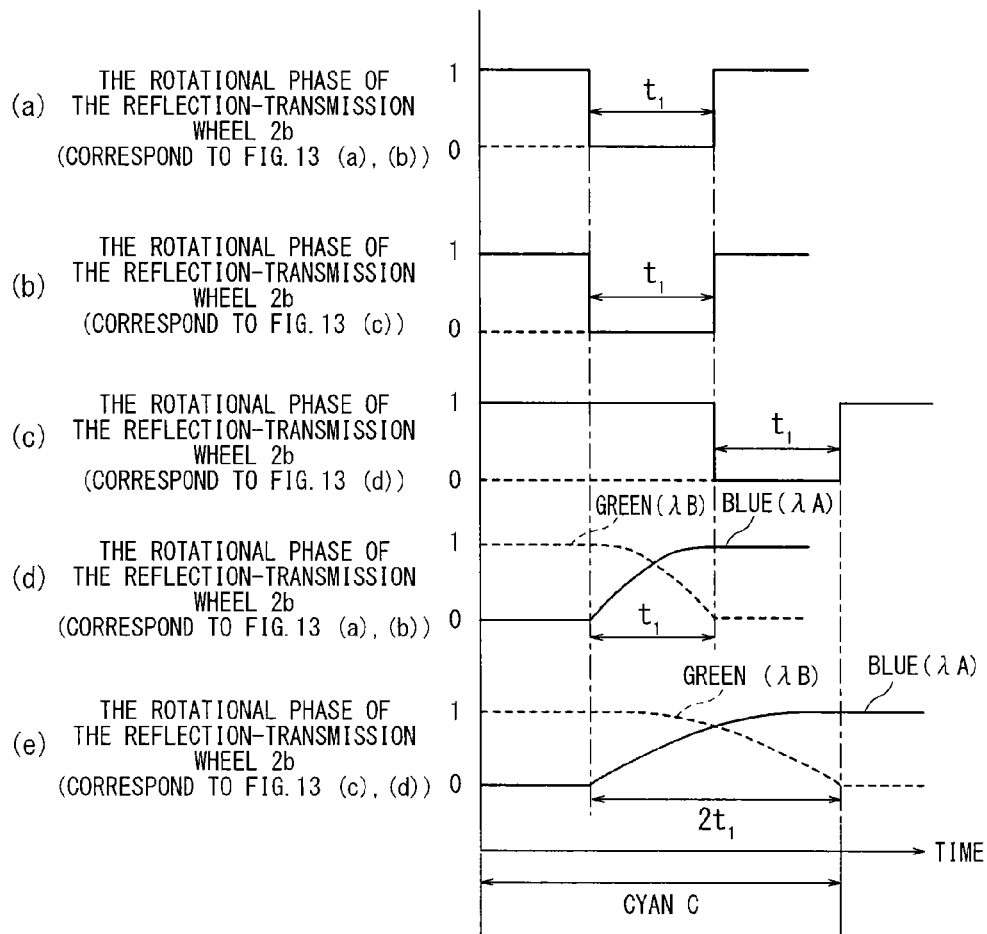 (a) THE ROTATIONAL PHASE OF
THE REFLECTION-TRANSMISSION
WHEEL 2b
(CORRESPOND TO FIG.13 (a), (b))
1
0
t₁
(b) THE ROTATIONAL PHASE OF
THE REFLECTION-TRANSMISSION
WHEEL 2b
(CORRESPOND TO FIG.13 (c))
1
0
t₁
(c) THE ROTATIONAL PHASE OF
THE REFLECTION-TRANSMISSION
WHEEL 2b
(CORRESPOND TO FIG.13 (d))
1
0
t₁
(d) THE ROTATIONAL PHASE OF
THE REFLECTION-TRANSMISSION
WHEEL 2b
(CORRESPOND TO FIG.13 (a), (b))
1
0
GREEN(λB)
BLUE(λA)
t₁
(e) THE ROTATIONAL PHASE OF
THE REFLECTION-TRANSMISSION
WHEEL 2b
(CORRESPOND TO FIG.13 (c), (d))
1
0
GREEN (λB)
BLUE(λA)
2t₁
TIME
CYAN C